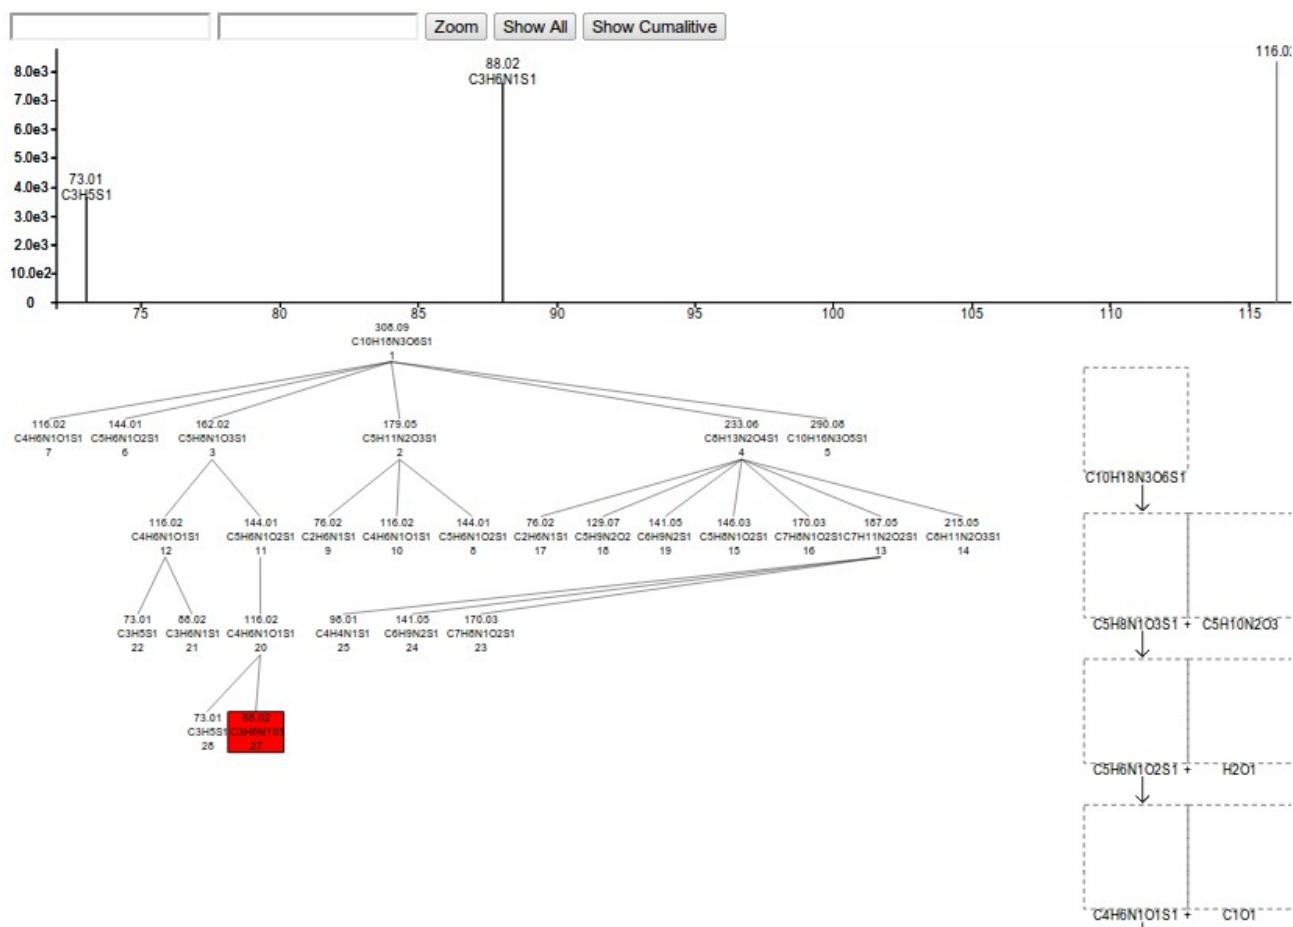 Zoom Show All Show Cumalitive
116.02
88.02
C3H6N1S1
8.0e3
7.0e3
6.0e3
5.0e3
73.01
C3H5S1
4.0e3
3.0e3
2.0e3
10.0e2
0
75 80 85 90 95 100 105 110 115
308.09
C10H18N3O6S1
1
116.02 144.01 162.02 179.05 233.06 290.08
C4H6N1O1S1 C5H6N1O2S1 C5H8N1O3S1 C5H11N2O3S1 C8H13N2O4S1 C10H16N3O5S1
7 6 3 2 4 5
116.02 144.01 76.02 116.02 144.01 76.02 129.07 141.05 146.03 170.03 187.05 215.05
C4H6N1O1S1 C5H6N1O2S1 C2H6N1S1 C4H6N1O1S1 C5H6N1O2S1 C2H6N1S1 C5H9N2O2 C6H9N2S1 C5H8N1O2S1 C7H8N1O2S1 C7H11N2O2S1 C8H11N2O3S1
12 11 9 10 8 17 18 19 15 16 13 14
73.01 88.02 116.02 98.01 141.05 170.03
C3H5S1 C3H6N1S1 C4H6N1O1S1 C4H4N1S1 C6H9N2S1 C7H8N1O2S1
22 21 20 25 24 23
73.01 88.02
C3H5S1 C3H6N1S1
28 27
C10H18N3O6S1
C5H8N1O3S1 + C5H10N2O3
C5H6N1O2S1 + H2O1
C4H6N1O1S1 + C1O1